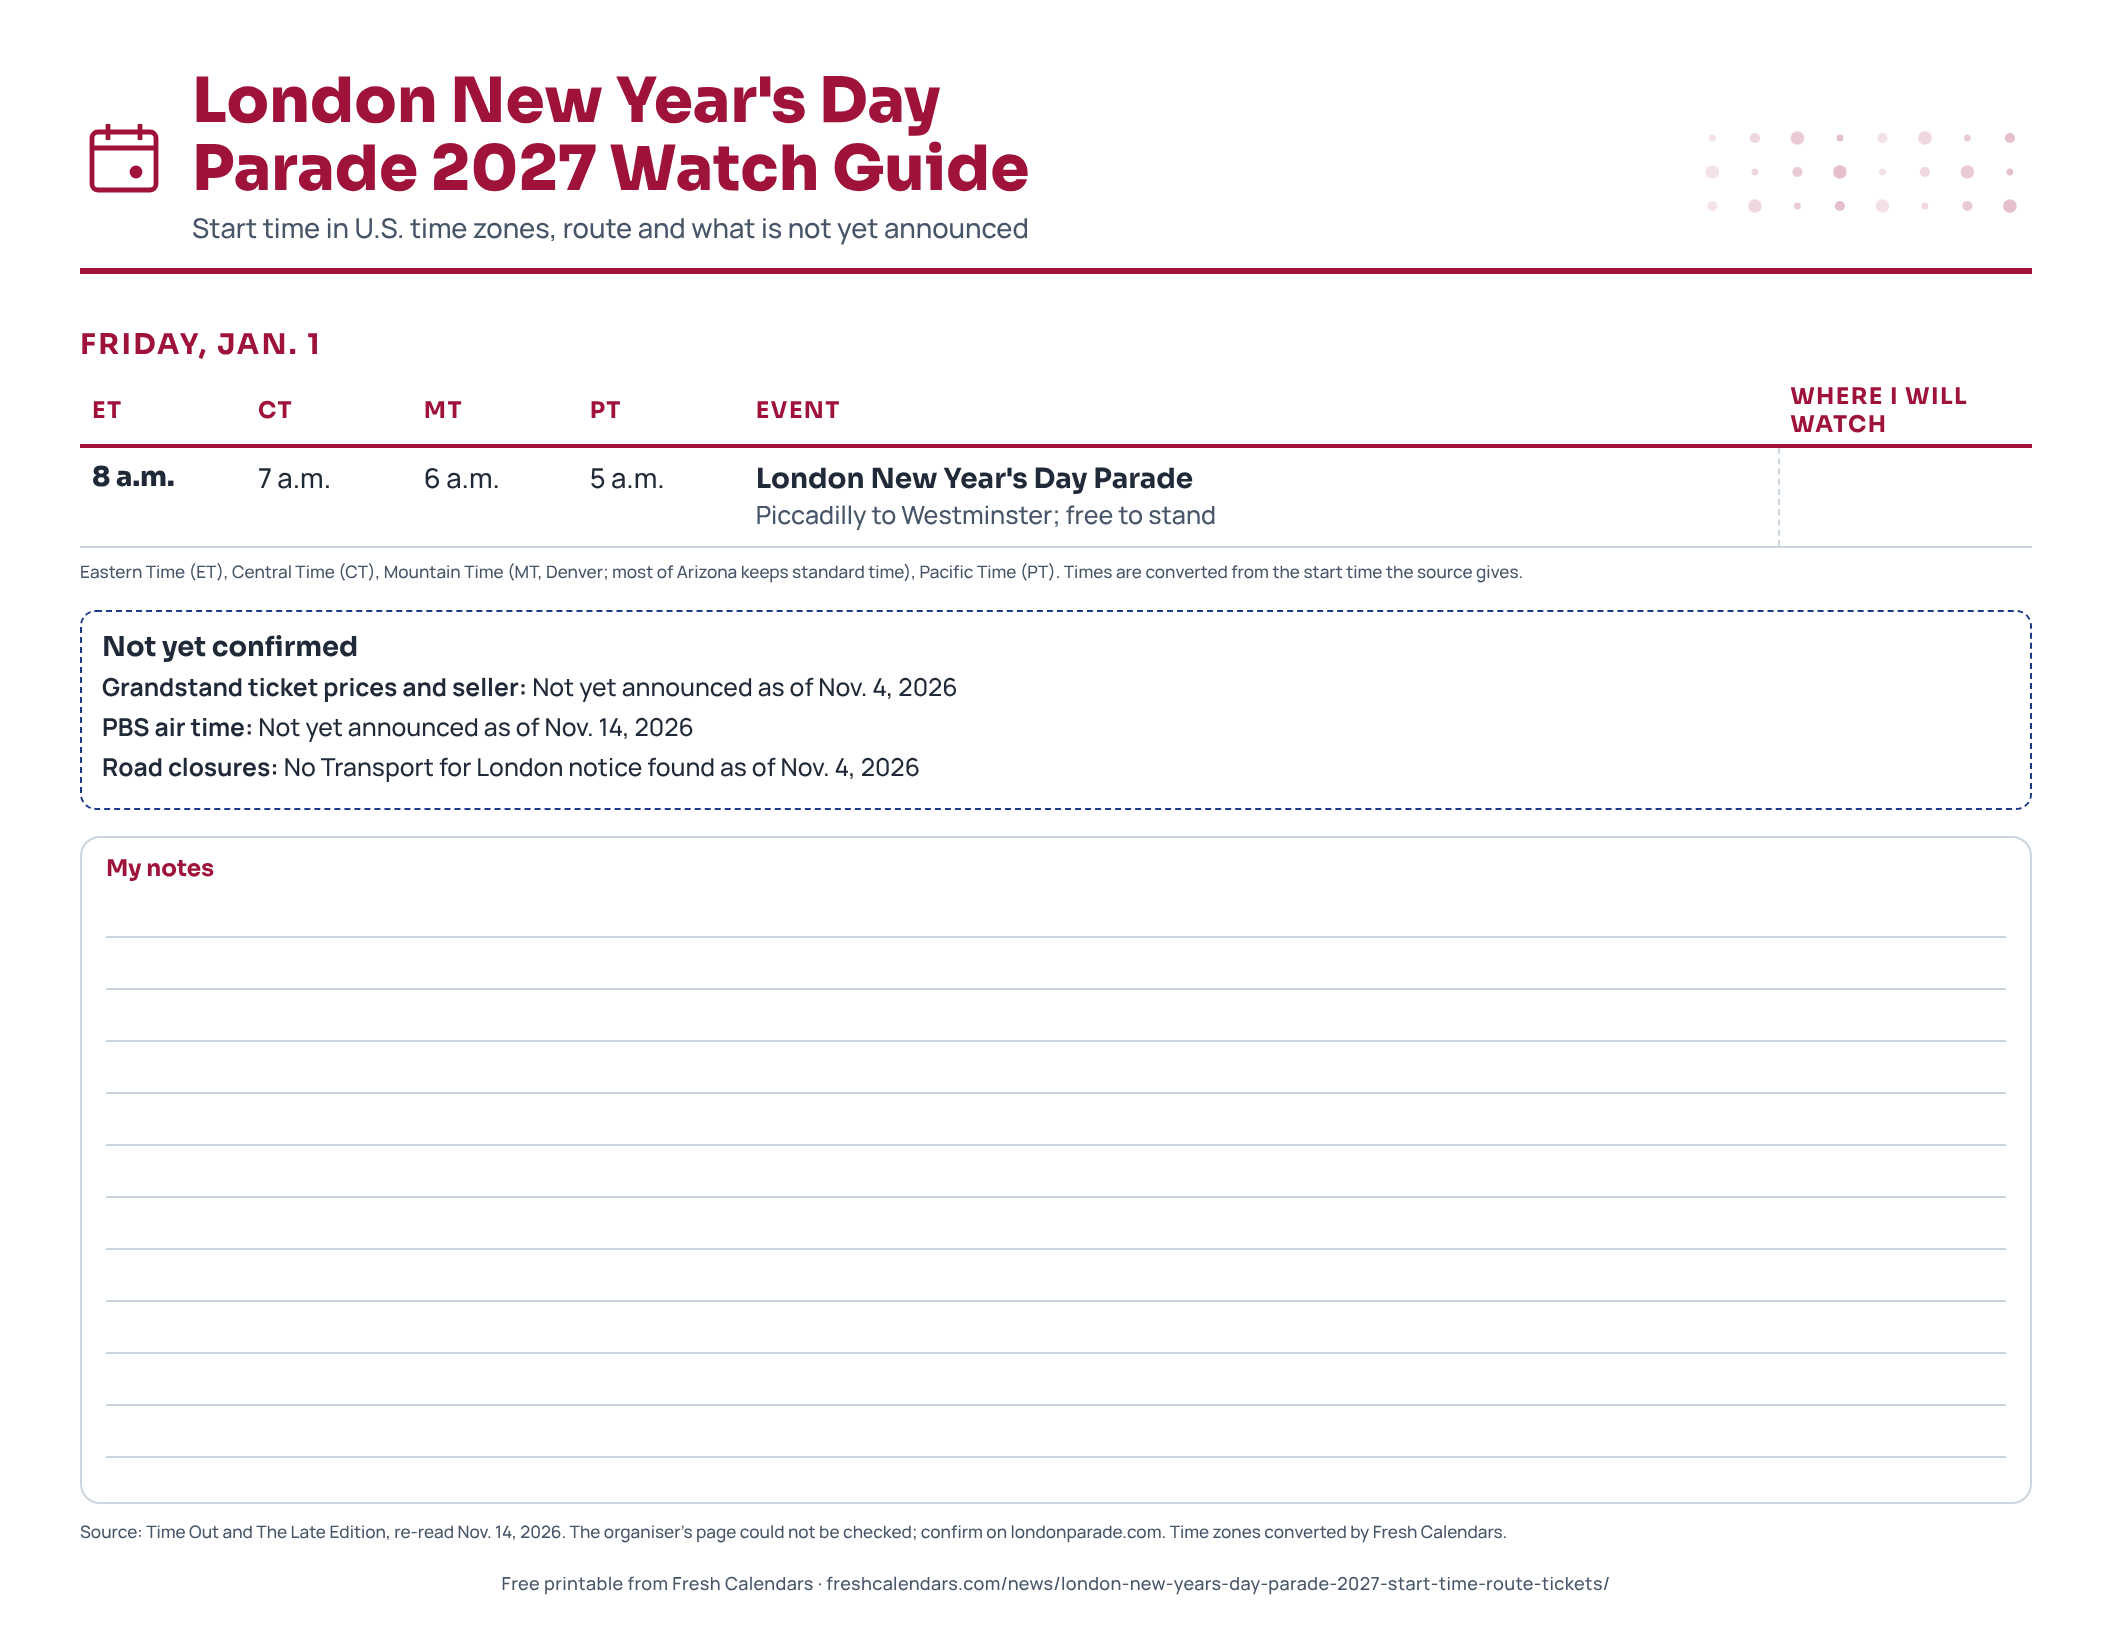 London New Year's Day
Parade 2027 Watch Guide
Start time in U.S. time zones, route and what is not yet announced
FRIDAY, JAN. 1
ET CT MT PT EVENT WHERE I WILL WATCH
8 a.m. 7 a.m. 6 a.m. 5 a.m. London New Year's Day Parade
Piccadilly to Westminster; free to stand
Eastern Time (ET), Central Time (CT), Mountain Time (MT, Denver; most of Arizona keeps standard time), Pacific Time (PT). Times are converted from the start time the source gives.
Not yet confirmed
Grandstand ticket prices and seller: Not yet announced as of Nov. 4, 2026
PBS air time: Not yet announced as of Nov. 14, 2026
Road closures: No Transport for London notice found as of Nov. 4, 2026
My notes
Source: Time Out and The Late Edition, re-read Nov. 14, 2026. The organiser's page could not be checked; confirm on londonparade.com. Time zones converted by Fresh Calendars.
Free printable from Fresh Calendars · freshcalendars.com/news/london-new-years-day-parade-2027-start-time-route-tickets/